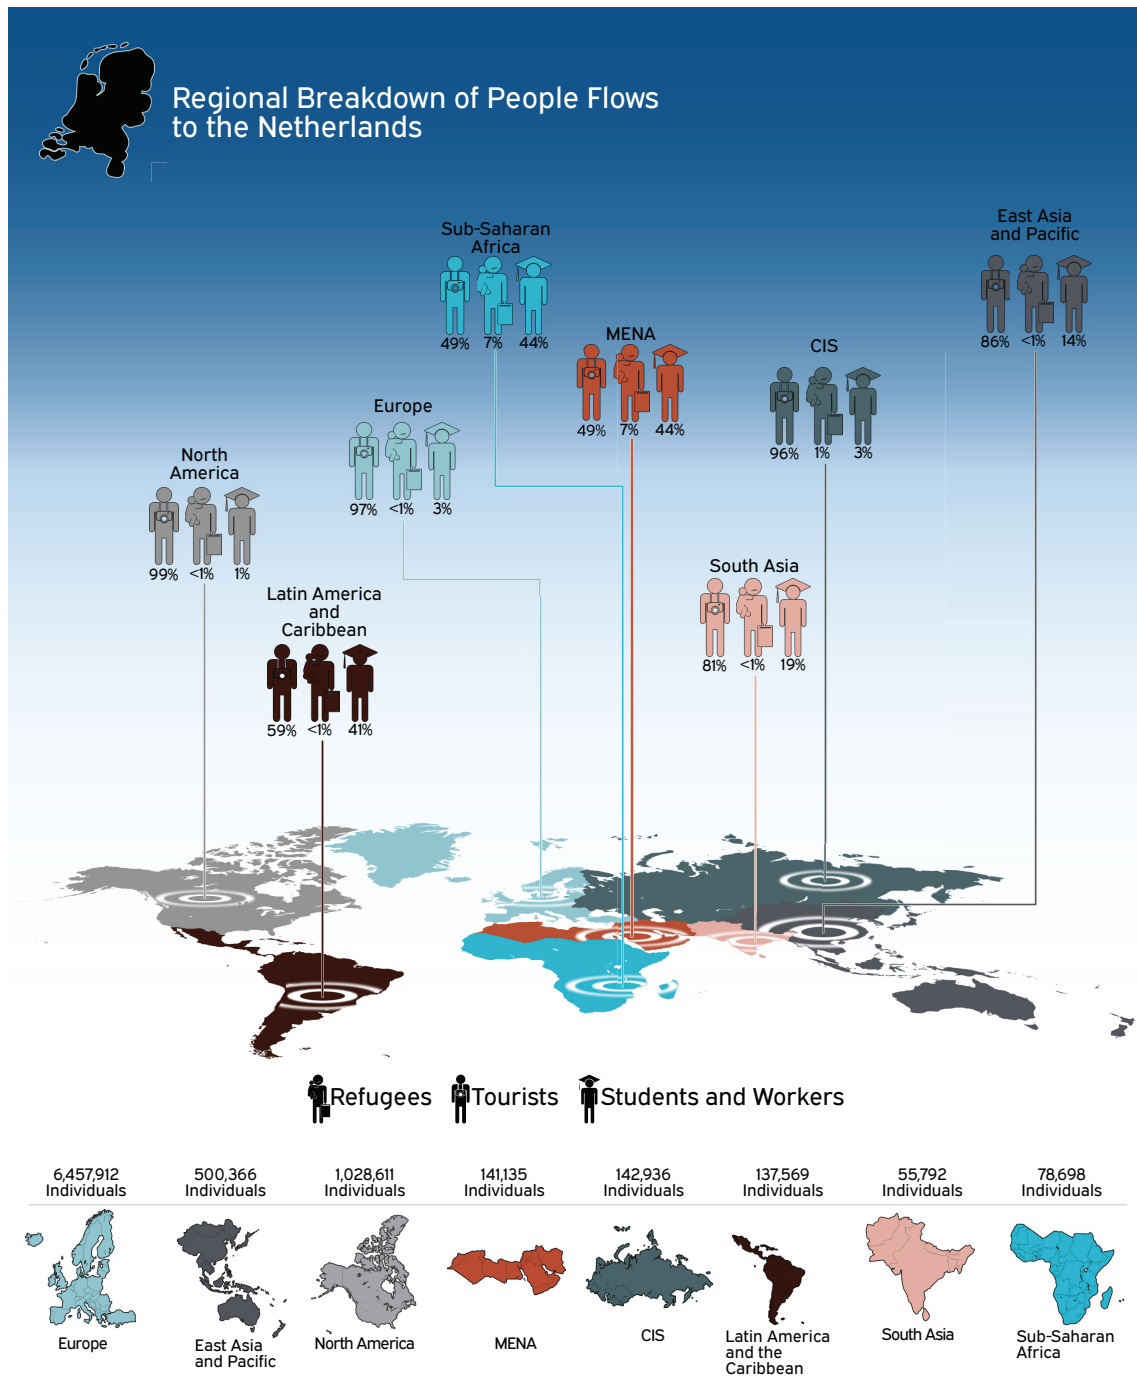 Regional Breakdown of People Flows
to the Netherlands
Sub-Saharan
Africa
49% 7% 44%
East Asia
and Pacific
86% <1% 14%
MENA
49% 7% 44%
CIS
96% 1% 3%
Europe
97% <1% 3%
North
America
99% <1% 1%
South Asia
81% <1% 19%
Latin America
and
Caribbean
59% <1% 41%
Refugees Tourists Students and Workers
6,457,912
Individuals
500,366
Individuals
1,028,611
Individuals
141,135
Individuals
142,936
Individuals
137,569
Individuals
55,792
Individuals
78,698
Individuals
Europe
East Asia
and Pacific
North America
MENA
CIS
Latin America
and the
Caribbean
South Asia
Sub-Saharan
Africa